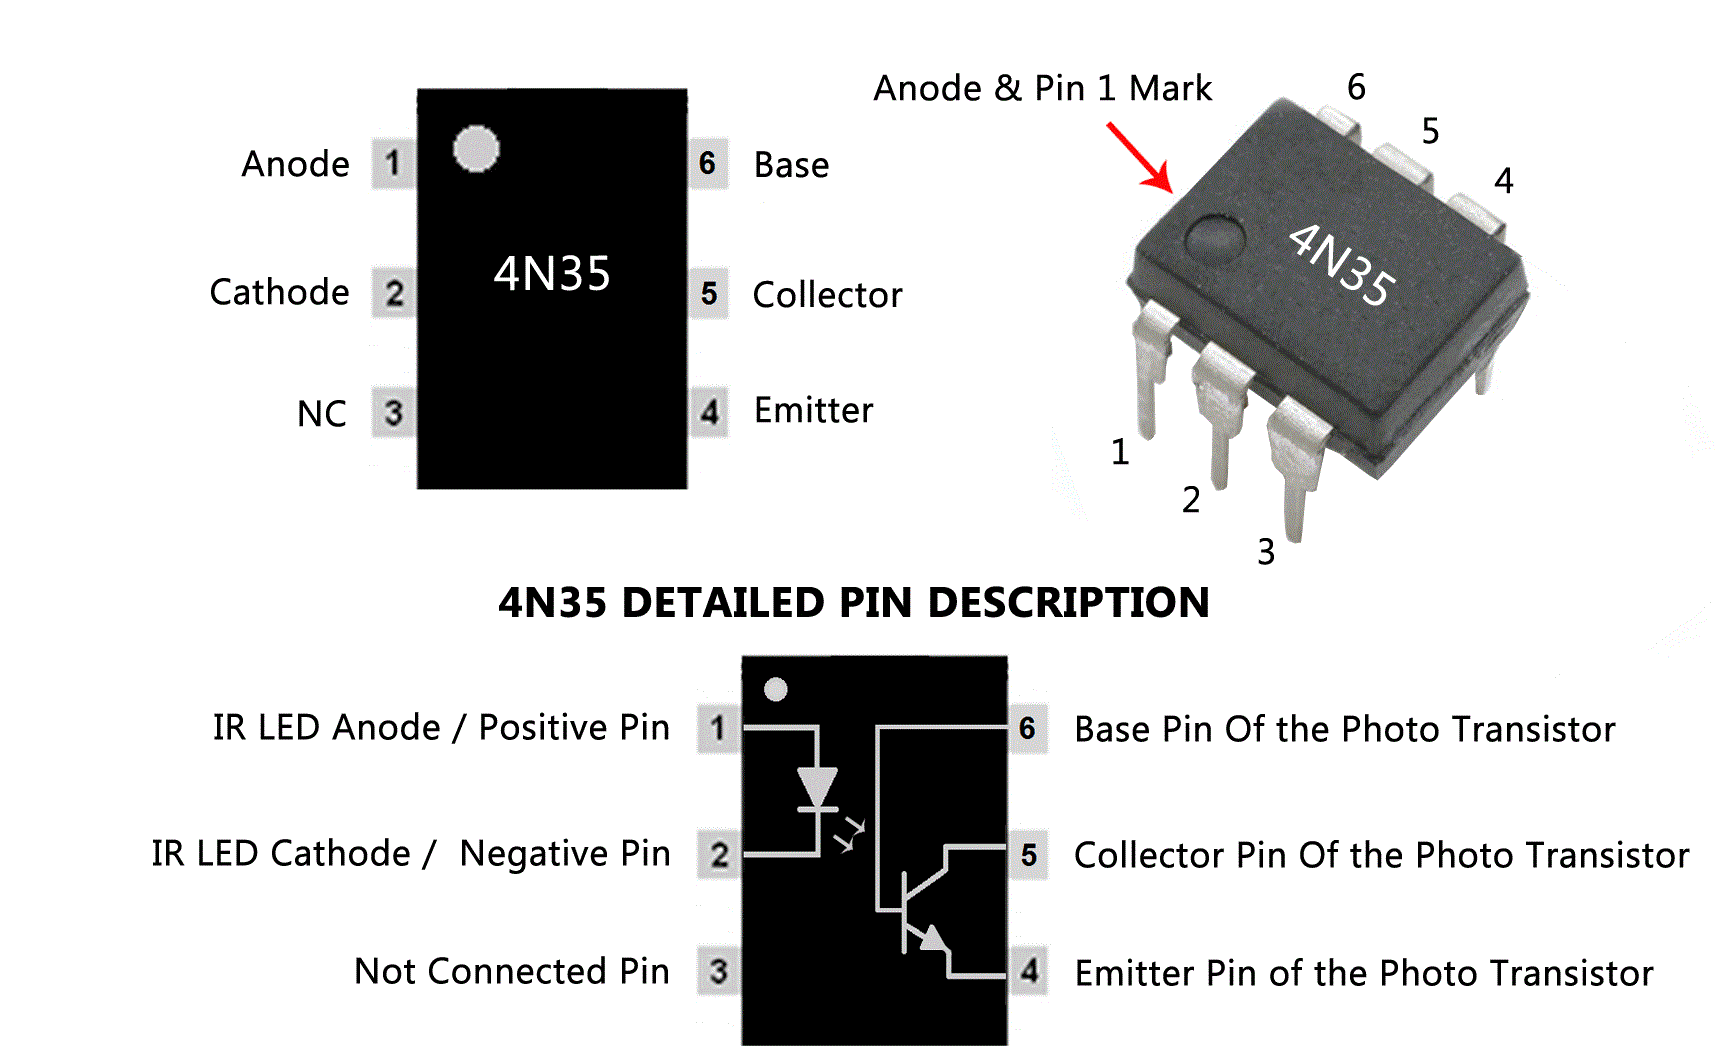 Anode & Pin 1 Mark
6
5
4
Anode 1
6 Base
4N35
4N35
Cathode 2
5 Collector
NC 3
4 Emitter
1
2
3
4N35 DETAILED PIN DESCRIPTION
IR LED Anode / Positive Pin 1
6 Base Pin Of the Photo Transistor
IR LED Cathode / Negative Pin 2
5 Collector Pin Of the Photo Transistor
Not Connected Pin 3
4 Emitter Pin of the Photo Transistor